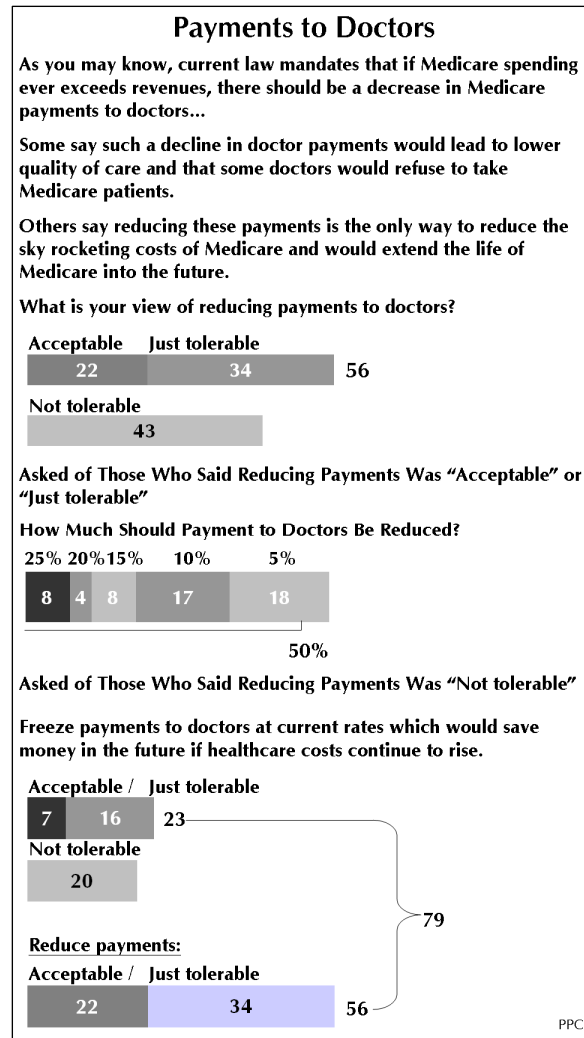 Payments to Doctors
As you may know, current law mandates that if Medicare spending
ever exceeds revenues, there should be a decrease in Medicare
payments to doctors...
Some say such a decline in doctor payments would lead to lower
quality of care and that some doctors would refuse to take
Medicare patients.
Others say reducing these payments is the only way to reduce the
sky rocketing costs of Medicare and would extend the life of
Medicare into the future.
What is your view of reducing payments to doctors?
Acceptable Just tolerable
22 34 56
Not tolerable
43
Asked of Those Who Said Reducing Payments Was “Acceptable” or
“Just tolerable”
How Much Should Payment to Doctors Be Reduced?
25% 20% 15% 10% 5%
8 4 8 17 18
50%
Asked of Those Who Said Reducing Payments Was “Not tolerable”
Freeze payments to doctors at current rates which would save
money in the future if healthcare costs continue to rise.
Acceptable / Just tolerable
7 16 23
Not tolerable
20
79
Reduce payments:
Acceptable / Just tolerable
22 34 56
PPC